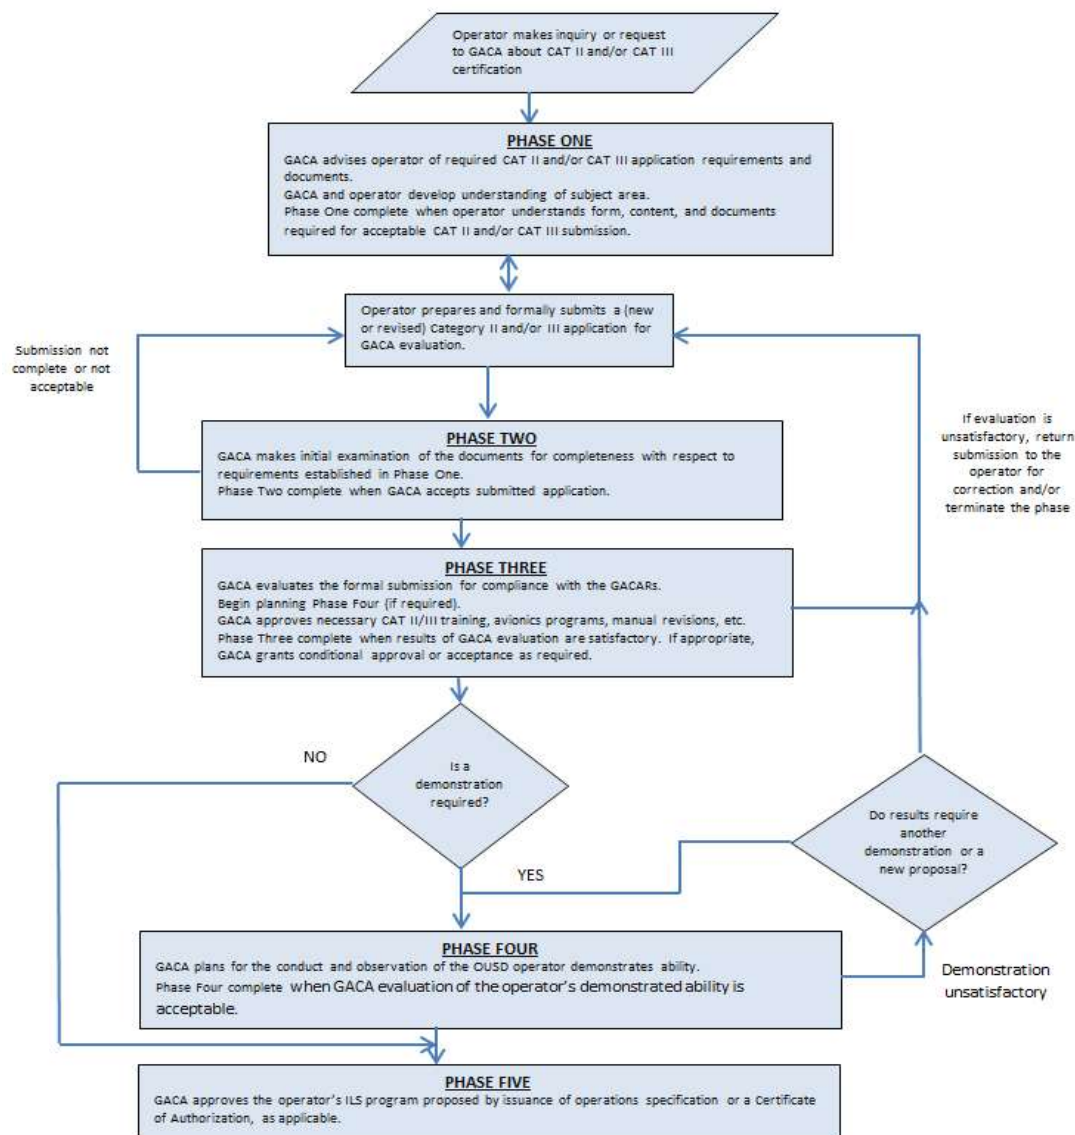 Operator makes inquiry or request
to GACA about CAT II and/or CAT III
certification
PHASE ONE
GACA advises operator of required CAT II and/or CAT III application requirements and
documents.
GACA and operator develop understanding of subject area.
Phase One complete when operator understands form, content, and documents
required for acceptable CAT II and/or CAT III submission.
Operator prepares and formally submits a (new
or revised) Category II and/or III application for
GACA evaluation.
Submission not
complete or not
acceptable
PHASE TWO
GACA makes initial examination of the documents for completeness with respect to
requirements established in Phase One.
Phase Two complete when GACA accepts submitted application.
If evaluation is
unsatisfactory, return
submission to the
operator for
correction and/or
terminate the phase
PHASE THREE
GACA evaluates the formal submission for compliance with the GACARs.
Begin planning Phase Four (if required).
GACA approves necessary CAT II/III training, avionics programs, manual revisions, etc.
Phase Three complete when results of GACA evaluation are satisfactory. If appropriate,
GACA grants conditional approval or acceptance as required.
NO
Is a
demonstration
required?
YES
Do results require
another
demonstration or a
new proposal?
PHASE FOUR
GACA plans for the conduct and observation of the OUSD operator demonstrates ability.
Phase Four complete when GACA evaluation of the operator's demonstrated ability is
acceptable.
Demonstration
unsatisfactory
PHASE FIVE
GACA approves the operator's ILS program proposed by issuance of operations specification or a Certificate
of Authorization, as applicable.